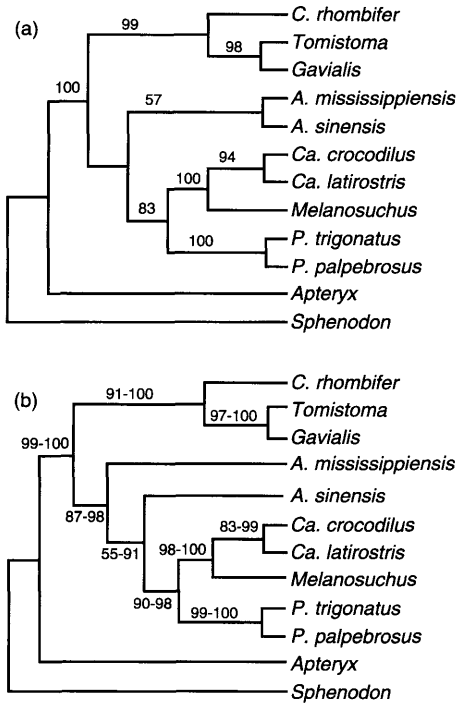 (a)
99
C. rhombifer
98
Tomistoma
Gavialis
100
57
A. mississippiensis
A. sinensis
94
Ca. crocodilus
100
Ca. latirostris
83
Melanosuchus
100
P. trigonatus
P. palpebrosus
Apteryx
Sphenodon
(b)
91-100
C. rhombifer
97-100
Tomistoma
Gavialis
99-100
A. mississippiensis
87-98
A. sinensis
55-91
83-99
Ca. crocodilus
98-100
Ca. latirostris
Melanosuchus
90-98
99-100
P. trigonatus
P. palpebrosus
Apteryx
Sphenodon